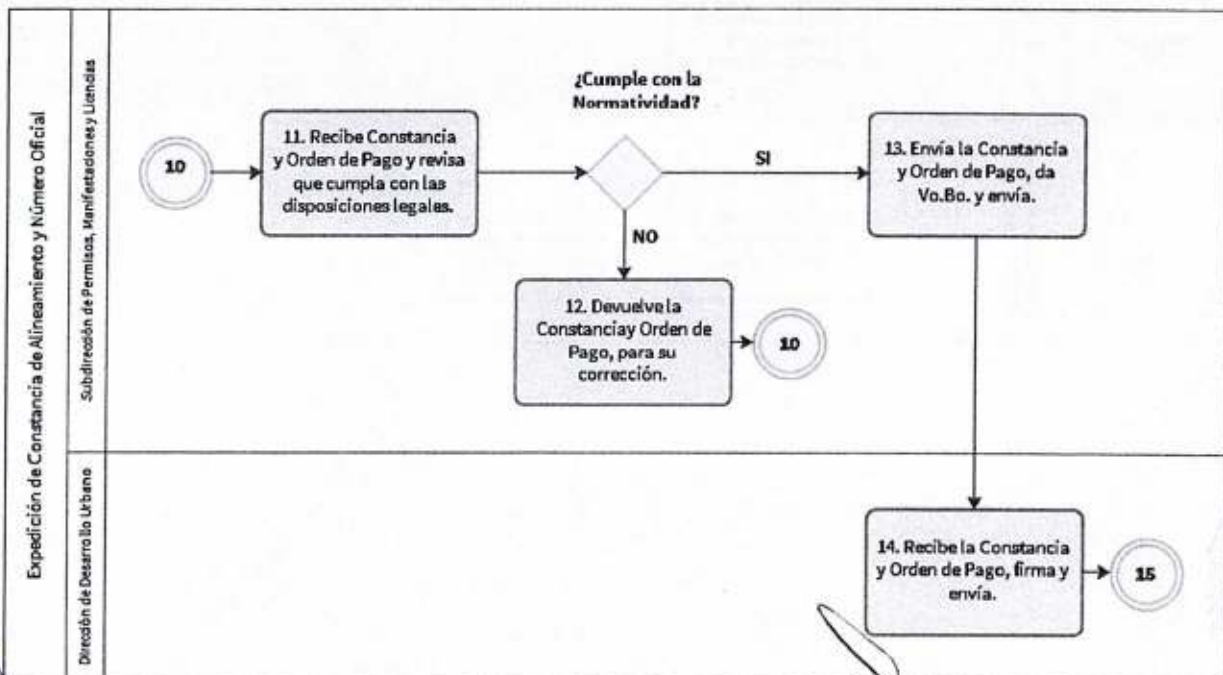 Expedición de Constancia de Alineamiento y Número Oficial
Subdirección de Permisos, Manifestaciones y Licencias
10
11. Recibe Constancia
y Orden de Pago y revisa
que cumpla con las
disposiciones legales.
¿Cumple con la
Normatividad?
SI
13. Envía la Constancia
y Orden de Pago, da
Vo.Bo. y envía.
NO
12. Devuelve la
Constanciay Orden de
Pago, para su
corrección.
10
Dirección de Desarrollo Urbano
14. Recibe la Constancia
y Orden de Pago, firma y
envía.
15